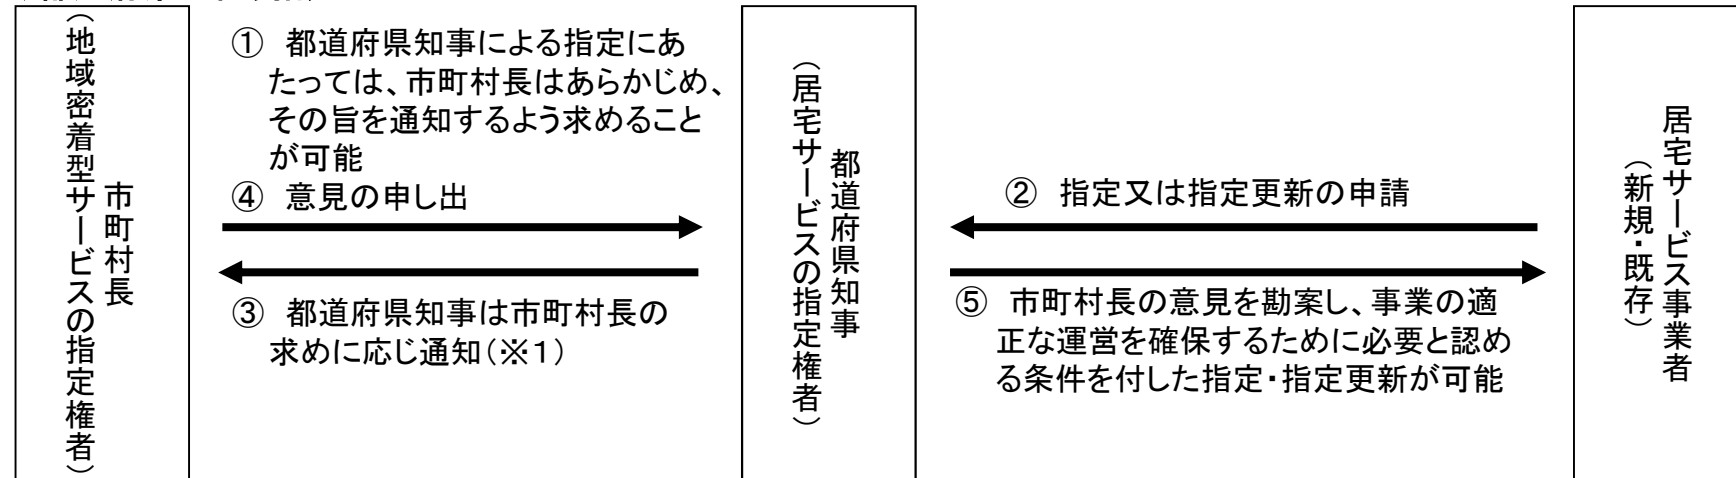 市町村長
（地域密着型サービスの指定権者）
① 都道府県知事による指定にあ
たっては、市町村長はあらかじめ、
その旨を通知するよう求めること
が可能
④ 意見の申し出
③ 都道府県知事は市町村長の
求めに応じ通知（※１）
都道府県知事
（居宅サービスの指定権者）
② 指定又は指定更新の申請
⑤ 市町村長の意見を勘案し、事業の適
正な運営を確保するために必要と認め
る条件を付した指定・指定更新が可能
居宅サービス事業者
（新規・既存）